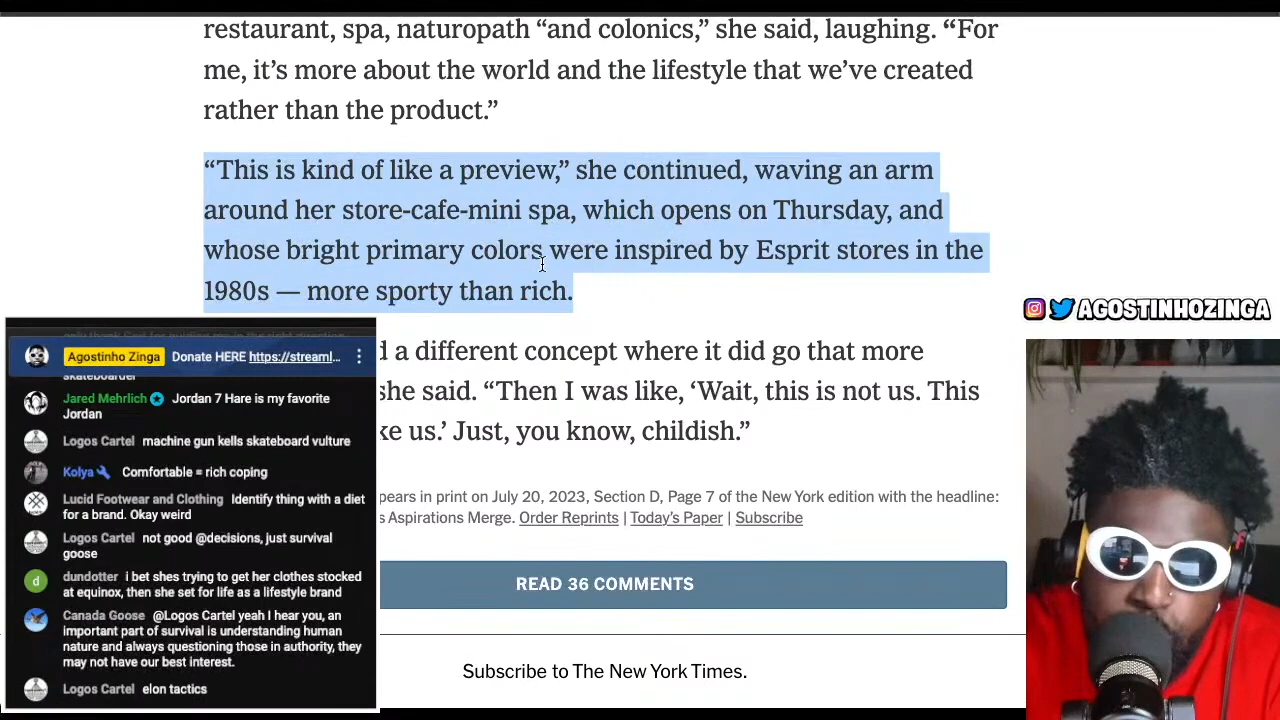 restaurant, spa, naturopath “and colonics,” she said, laughing. “For
me, it’s more about the world and the lifestyle that we’ve created
rather than the product.”
“This is kind of like a preview,” she continued, waving an arm
around her store-cafe-mini spa, which opens on Thursday, and
whose bright primary colors were inspired by Esprit stores in the
1980s — more sporty than rich.
d a different concept where it did go that more
she said. “Then I was like, ‘Wait, this is not us. This
ke us.’ Just, you know, childish.”
pears in print on July 20, 2023, Section D, Page 7 of the New York edition with the headline:
s Aspirations Merge. Order Reprints | Today’s Paper | Subscribe
READ 36 COMMENTS
Subscribe to The New York Times.
Agostinho Zinga Donate HERE https://streaml...
skateboarder
Jared Mehrlich Jordan 7 Hare is my favorite
Jordan
Logos Cartel machine gun kells skateboard vulture
Kolya Comfortable = rich coping
Lucid Footwear and Clothing Identify thing with a diet
for a brand. Okay weird
Logos Cartel not good @decisions, just survival
goose
d
dundotter i bet shes trying to get her clothes stocked
at equinox, then she set for life as a lifestyle brand
Canada Goose @Logos Cartel yeah I hear you, an
important part of survival is understanding human
nature and always questioning those in authority, they
may not have our best interest.
Logos Cartel elon tactics
AGOSTINHOZINGA